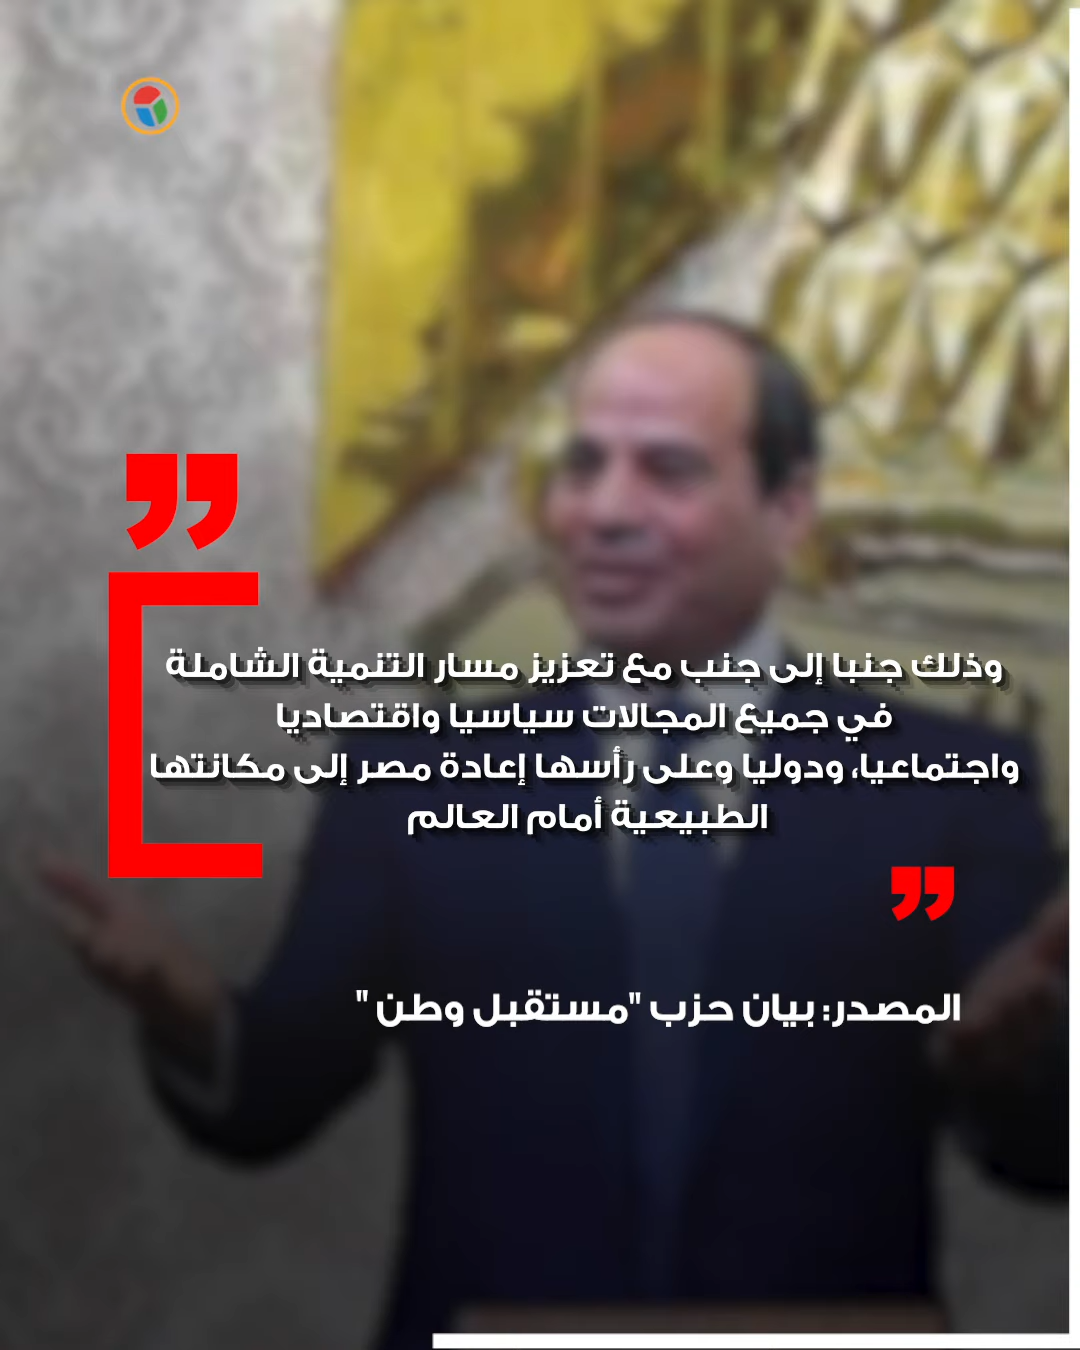 وذلك جنبا إلى جنب مع تعزيز مسار التنمية الشاملة
في جميع المجالات سياسيا واقتصاديا
واجتماعيا، ودوليا وعلى رأسها إعادة مصر إلى مكانتها
الطبيعية أمام العالم
المصدر: بيان حزب "مستقبل وطن "